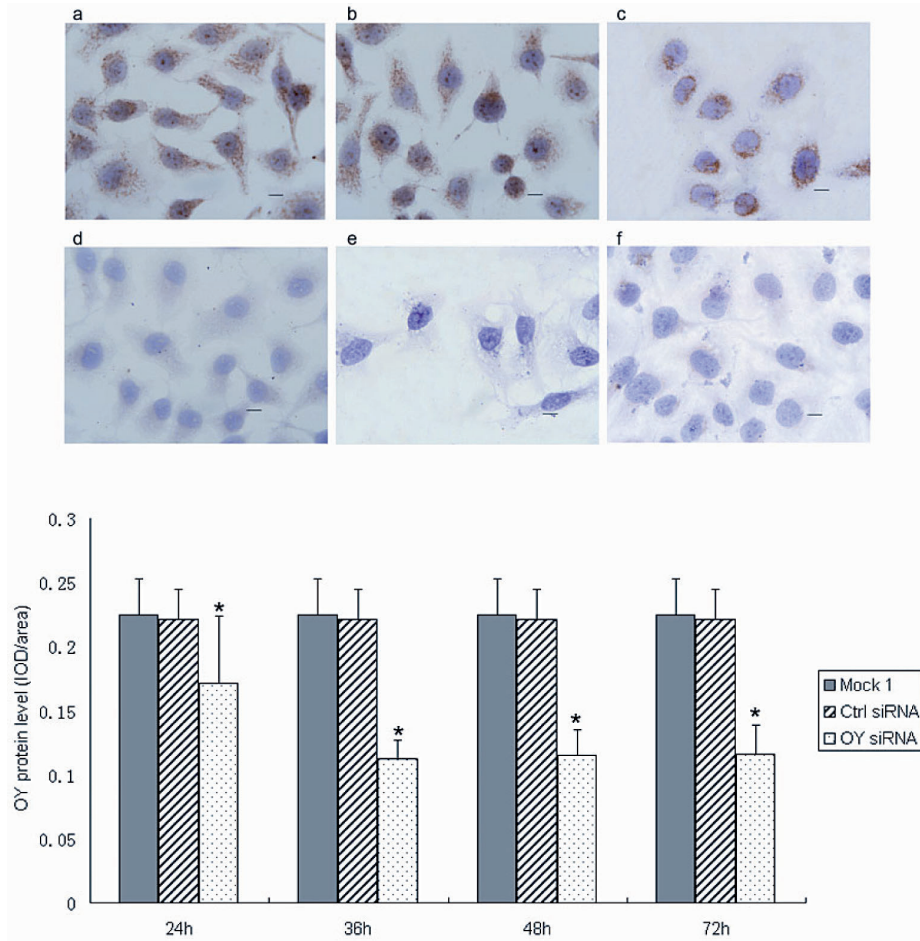 a b c
d e f
0. 3
0. 25
0. 2
0. 15
0. 1
0. 05
0
OY protein level (IOD/area)
* * * *
24h 36h 48h 72h
Mock 1
Ctrl siRNA
OY siRNA